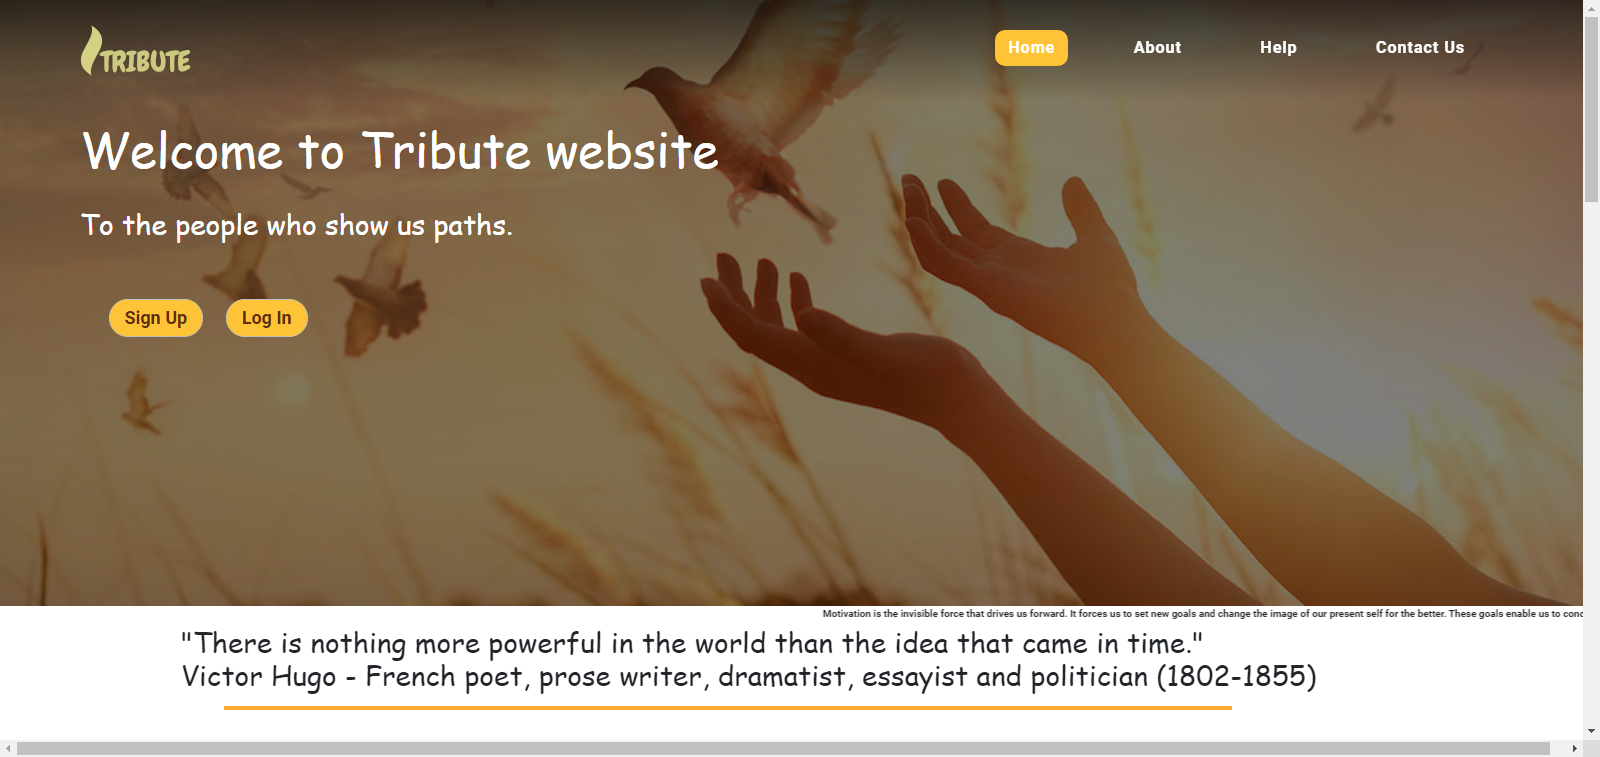 TRIBUTE
Home
About
Help
Contact Us
Welcome to Tribute website
To the people who show us paths.
Sign Up
Log In
Motivation is the invisible force that drives us forward. It forces us to set new goals and change the image of our present self for the better. These goals enable us to conq
"There is nothing more powerful in the world than the idea that came in time."
Victor Hugo - French poet, prose writer, dramatist, essayist and politician (1802-1855)